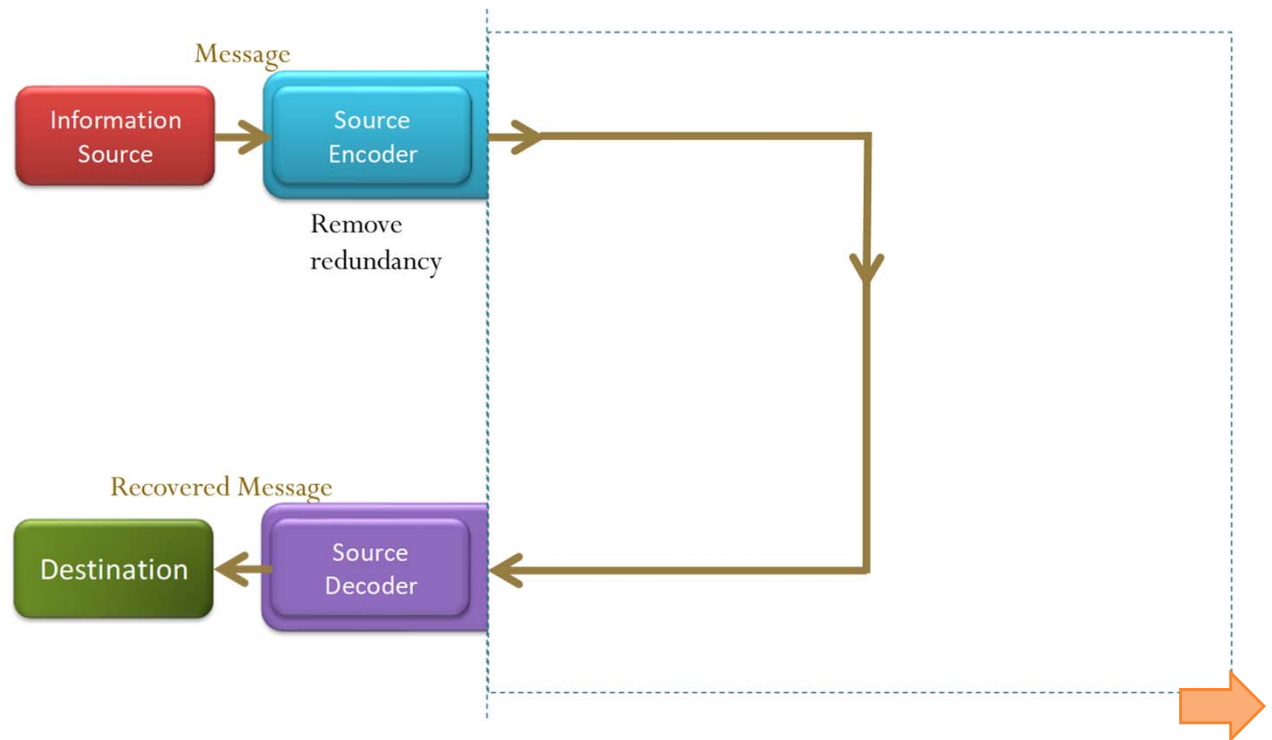 Message
Information
Source
Source
Encoder
Remove
redundancy
Recovered Message
Destination
Source
Decoder